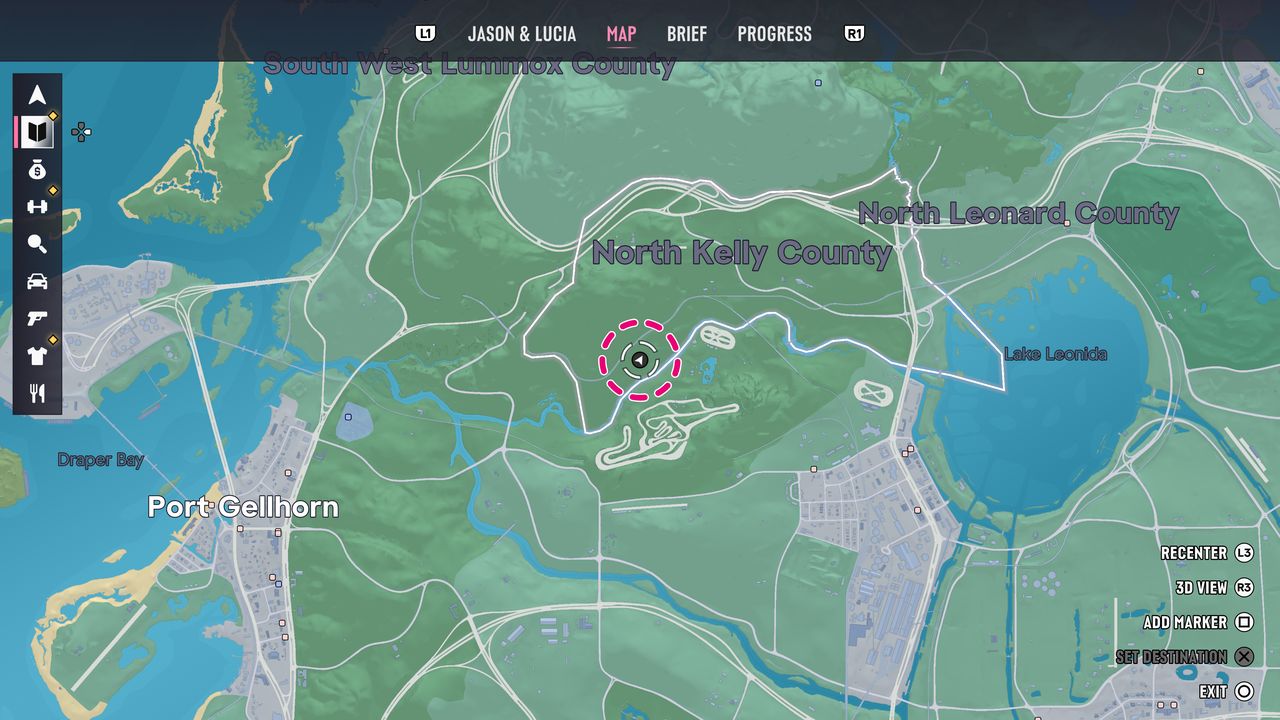 L1 JASON & LUCIA MAP BRIEF PROGRESS R1
South West Lummox County
North Leonard County
North Kelly County
Lake Leonida
Draper Bay
Port Gellhorn
RECENTER L3
3D VIEW R3
ADD MARKER
SET DESTINATION
EXIT